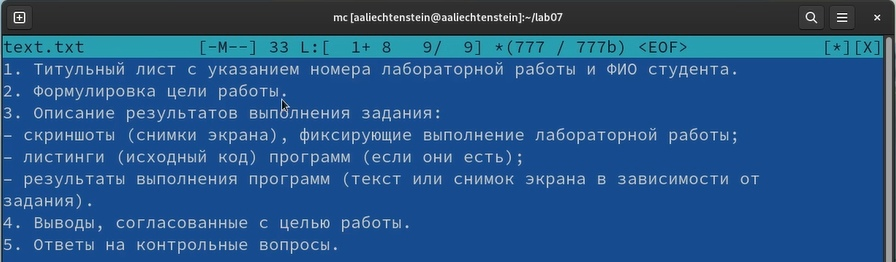 mc [aaliechtenstein@aaliechtenstein]:~/lab07
text.txt [-M--] 33 L:[ 1+ 8 9/ 9] *(777 / 777b) <EOF> [*][X]
1. Титульный лист с указанием номера лабораторной работы и ФИО студента.
2. Формулировка цели работы.
3. Описание результатов выполнения задания:
– скриншоты (снимки экрана), фиксирующие выполнение лабораторной работы;
– листинги (исходный код) программ (если они есть);
– результаты выполнения программ (текст или снимок экрана в зависимости от
задания).
4. Выводы, согласованные с целью работы.
5. Ответы на контрольные вопросы.